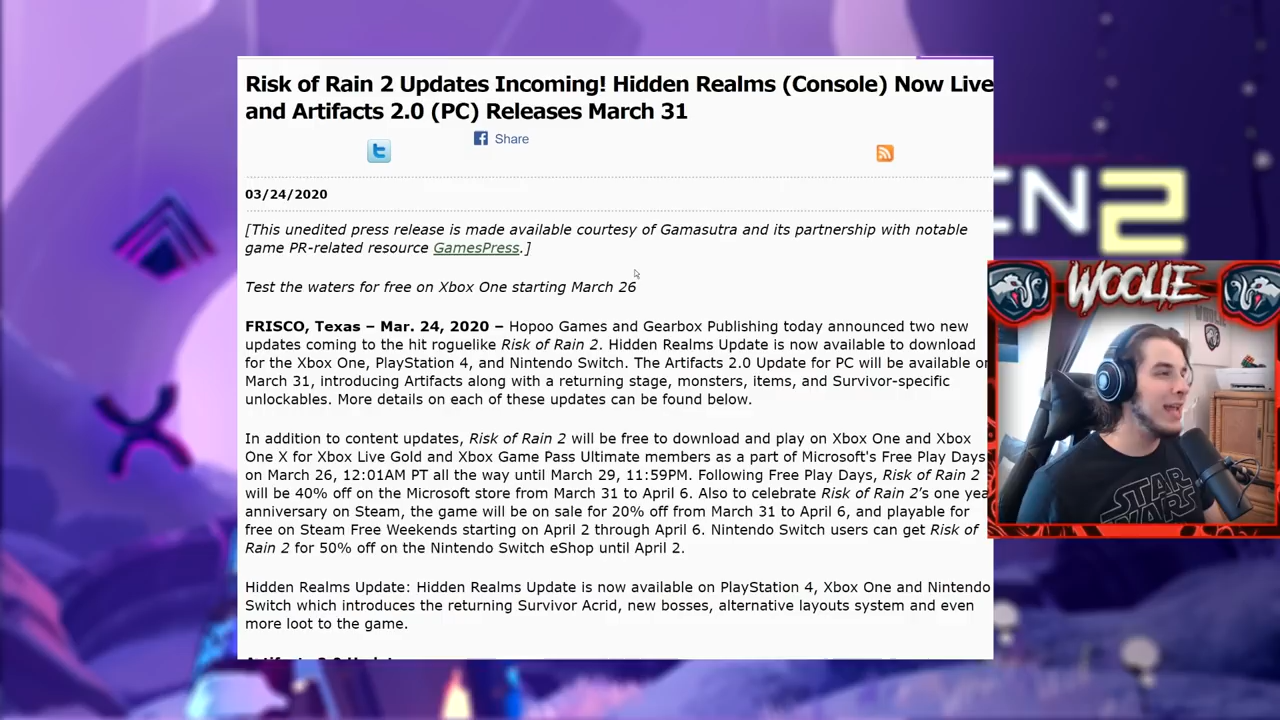 Risk of Rain 2 Updates Incoming! Hidden Realms (Console) Now Live
and Artifacts 2.0 (PC) Releases March 31
Share
03/24/2020
[This unedited press release is made available courtesy of Gamasutra and its partnership with notable
game PR-related resource GamesPress.]
Test the waters for free on Xbox One starting March 26
FRISCO, Texas – Mar. 24, 2020 – Hopoo Games and Gearbox Publishing today announced two new
updates coming to the hit roguelike Risk of Rain 2. Hidden Realms Update is now available to download
for the Xbox One, PlayStation 4, and Nintendo Switch. The Artifacts 2.0 Update for PC will be available on
March 31, introducing Artifacts along with a returning stage, monsters, items, and Survivor-specific
unlockables. More details on each of these updates can be found below.
In addition to content updates, Risk of Rain 2 will be free to download and play on Xbox One and Xbox
One X for Xbox Live Gold and Xbox Game Pass Ultimate members as a part of Microsoft's Free Play Days
on March 26, 12:01AM PT all the way until March 29, 11:59PM. Following Free Play Days, Risk of Rain 2
will be 40% off on the Microsoft store from March 31 to April 6. Also to celebrate Risk of Rain 2's one yea
anniversary on Steam, the game will be on sale for 20% off from March 31 to April 6, and playable for
free on Steam Free Weekends starting on April 2 through April 6. Nintendo Switch users can get Risk of
Rain 2 for 50% off on the Nintendo Switch eShop until April 2.
Hidden Realms Update: Hidden Realms Update is now available on PlayStation 4, Xbox One and Nintendo
Switch which introduces the returning Survivor Acrid, new bosses, alternative layouts system and even
more loot to the game.
N 2
WOOLIE
STAR
WARS